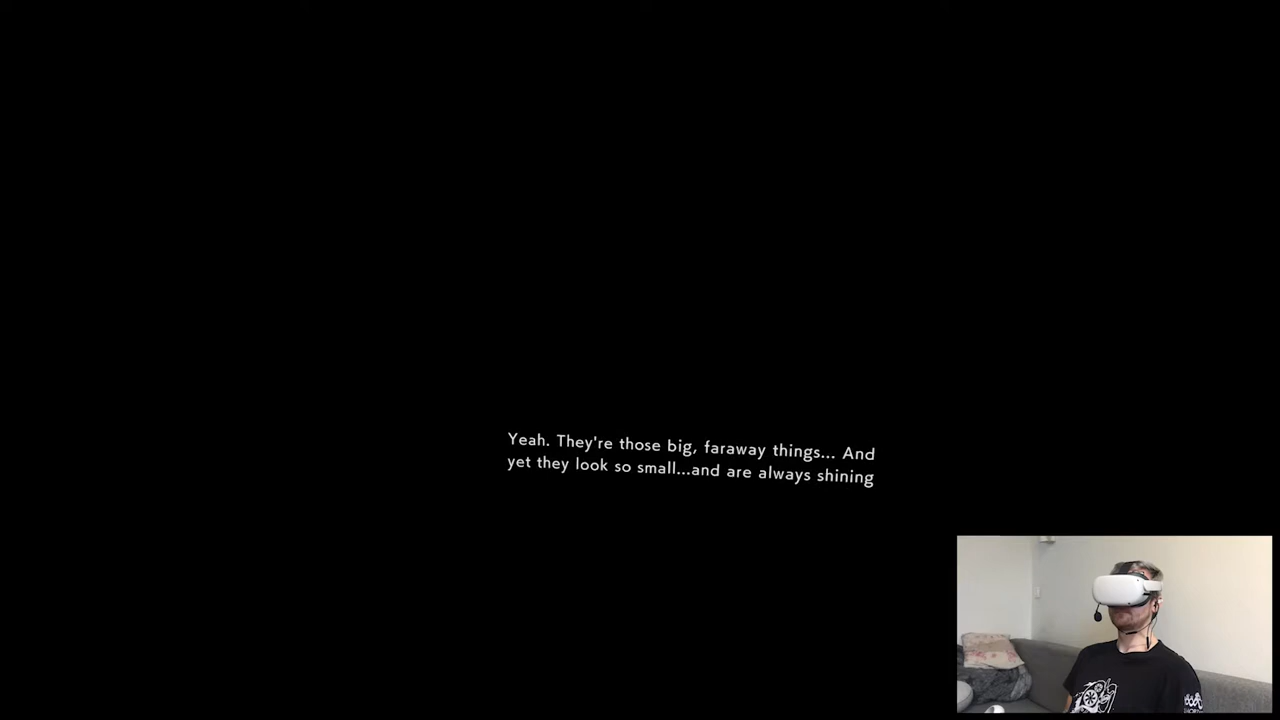 Yeah. They're those big, faraway things... And
yet they look so small...and are always shining